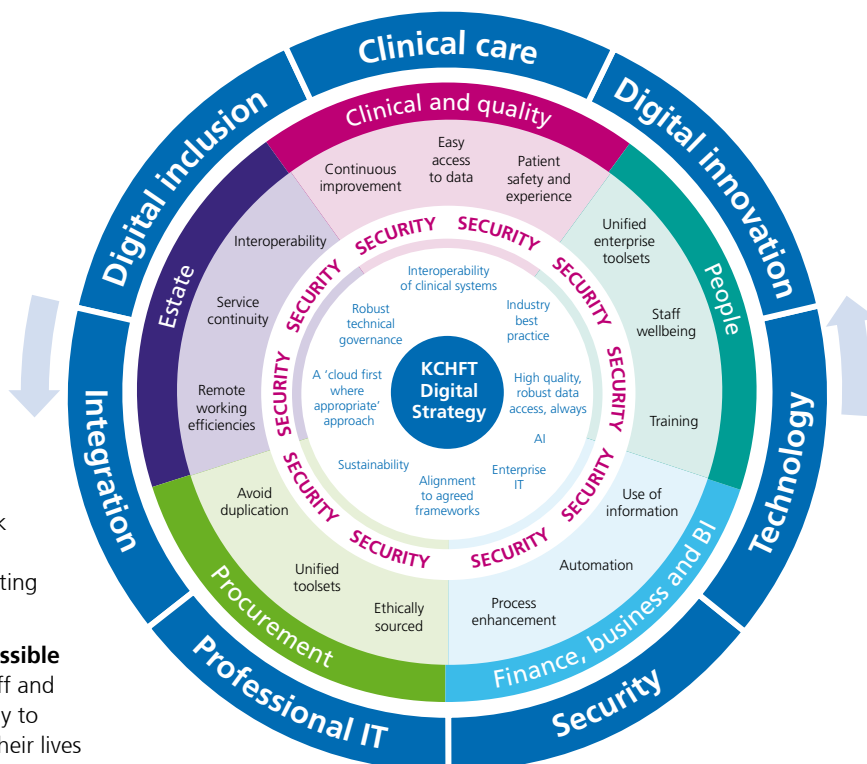 Clinical care
Digital innovation
Technology
Security
Professional IT
Integration
Digital inclusion
Clinical and quality
Continuous
improvement
Easy
access
to data
Patient
safety and
experience
People
Unified
enterprise
toolsets
Staff
wellbeing
Training
Finance, business and BI
Use of
information
Automation
Process
enhancement
Procurement
Avoid
duplication
Unified
toolsets
Ethically
sourced
Estate
Interoperability
Service
continuity
Remote
working
efficiencies
SECURITY
SECURITY
SECURITY
SECURITY
SECURITY
SECURITY
SECURITY
SECURITY
SECURITY
SECURITY
Interoperability
of clinical systems
Industry
best
practice
High quality,
robust data
access, always
AI
Enterprise
IT
Alignment
to agreed
frameworks
Sustainability
A ‘cloud first
where
appropriate’
approach
Robust
technical
governance
KCHFT
Digital
Strategy
k
ting
ssible
ff and
y to
heir lives